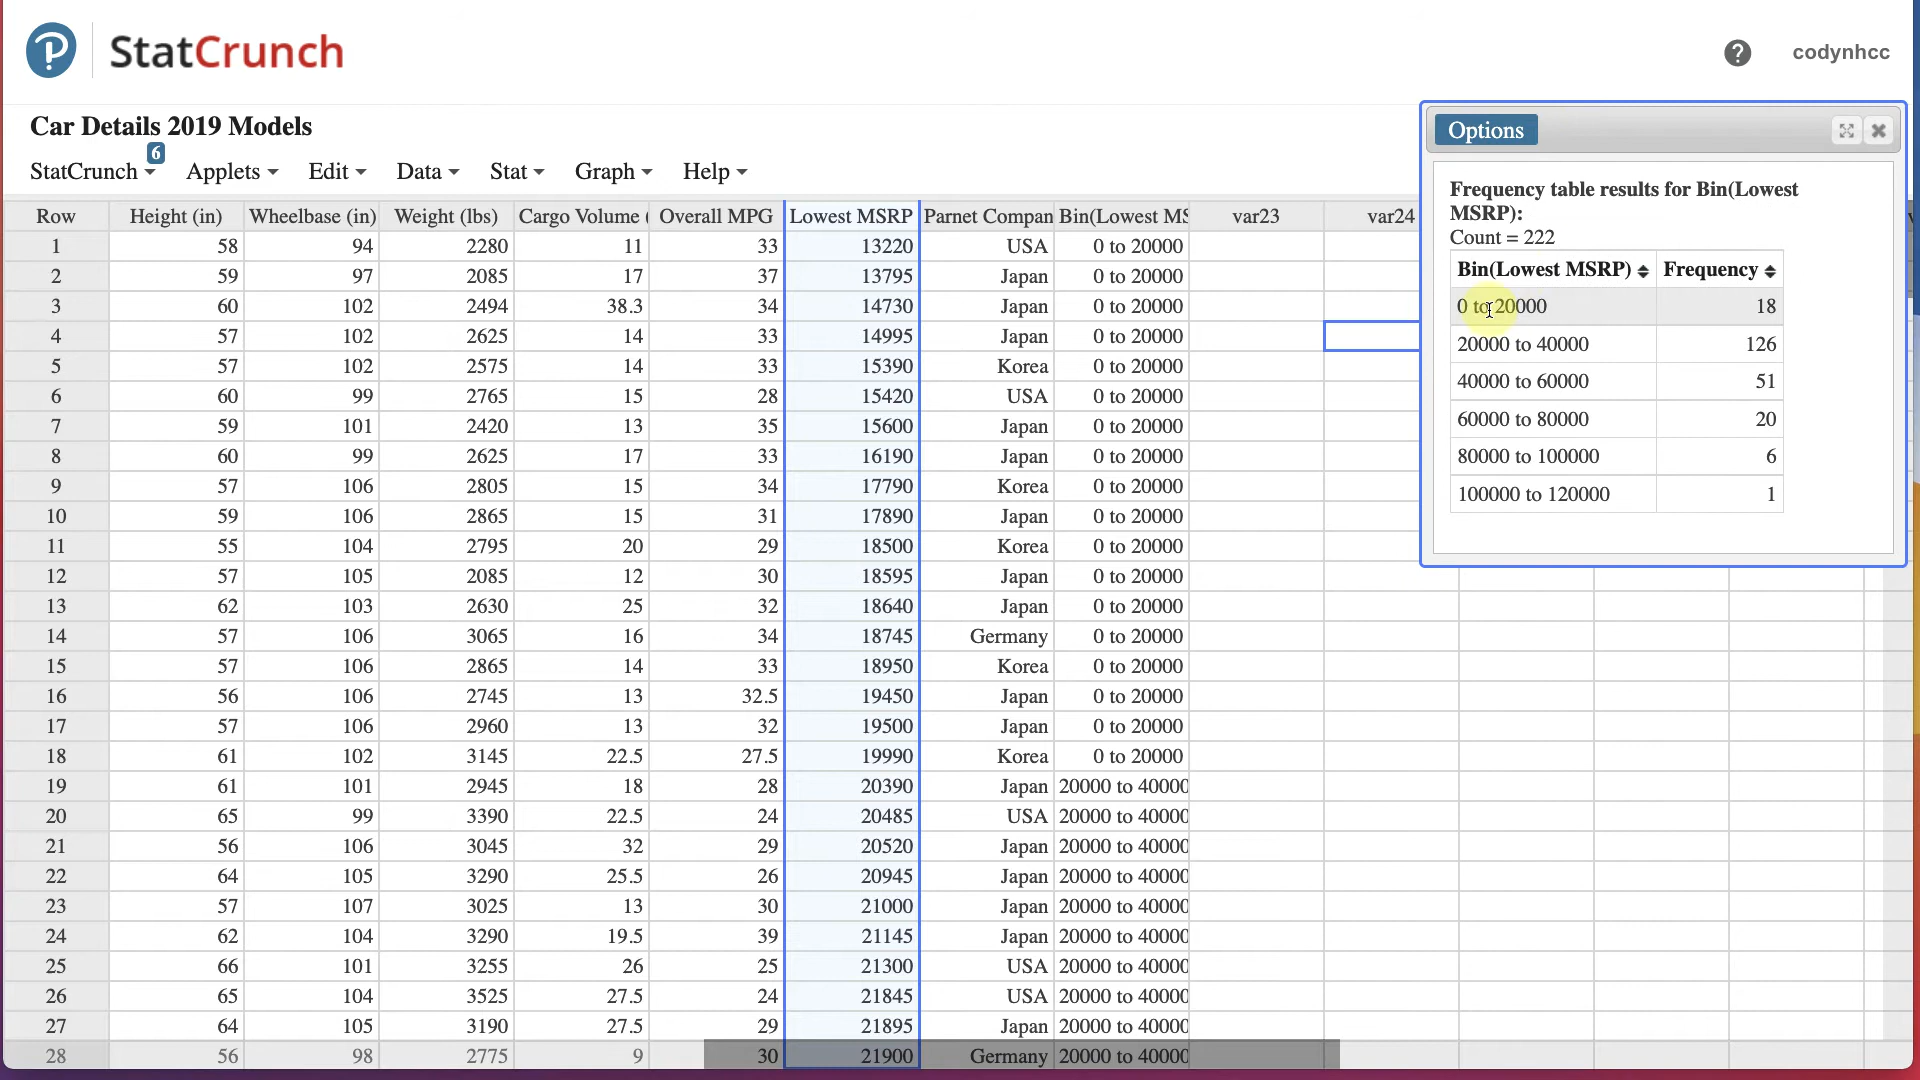 StatCrunch
? codynhcc
Car Details 2019 Models
StatCrunch 6 Applets Edit Data Stat Graph Help
Row Height (in) Wheelbase (in) Weight (lbs) Cargo Volume ( Overall MPG Lowest MSRP Parnet Compan Bin(Lowest MS var23 var24
1 58 94 2280 11 33 13220 USA 0 to 20000
2 59 97 2085 17 37 13795 Japan 0 to 20000
3 60 102 2494 38.3 34 14730 Japan 0 to 20000
4 57 102 2625 14 33 14995 Japan 0 to 20000
5 57 102 2575 14 33 15390 Korea 0 to 20000
6 60 99 2765 15 28 15420 USA 0 to 20000
7 59 101 2420 13 35 15600 Japan 0 to 20000
8 60 99 2625 17 33 16190 Japan 0 to 20000
9 57 106 2805 15 34 17790 Korea 0 to 20000
10 59 106 2865 15 31 17890 Japan 0 to 20000
11 55 104 2795 20 29 18500 Korea 0 to 20000
12 57 105 2085 12 30 18595 Japan 0 to 20000
13 62 103 2630 25 32 18640 Japan 0 to 20000
14 57 106 3065 16 34 18745 Germany 0 to 20000
15 57 106 2865 14 33 18950 Korea 0 to 20000
16 56 106 2745 13 32.5 19450 Japan 0 to 20000
17 57 106 2960 13 32 19500 Japan 0 to 20000
18 61 102 3145 22.5 27.5 19990 Korea 0 to 20000
19 61 101 2945 18 28 20390 Japan 20000 to 40000
20 65 99 3390 22.5 24 20485 USA 20000 to 40000
21 56 106 3045 32 29 20520 Japan 20000 to 40000
22 64 105 3290 25.5 26 20945 Japan 20000 to 40000
23 57 107 3025 13 30 21000 Japan 20000 to 40000
24 62 104 3290 19.5 39 21145 Japan 20000 to 40000
25 66 101 3255 26 25 21300 USA 20000 to 40000
26 65 104 3525 27.5 24 21845 USA 20000 to 40000
27 64 105 3190 27.5 29 21895 Japan 20000 to 40000
28 56 98 2775 9 30 21900 Germany 20000 to 40000
Options
Frequency table results for Bin(Lowest
MSRP):
Count = 222
Bin(Lowest MSRP) Frequency
0 to 20000 18
20000 to 40000 126
40000 to 60000 51
60000 to 80000 20
80000 to 100000 6
100000 to 120000 1